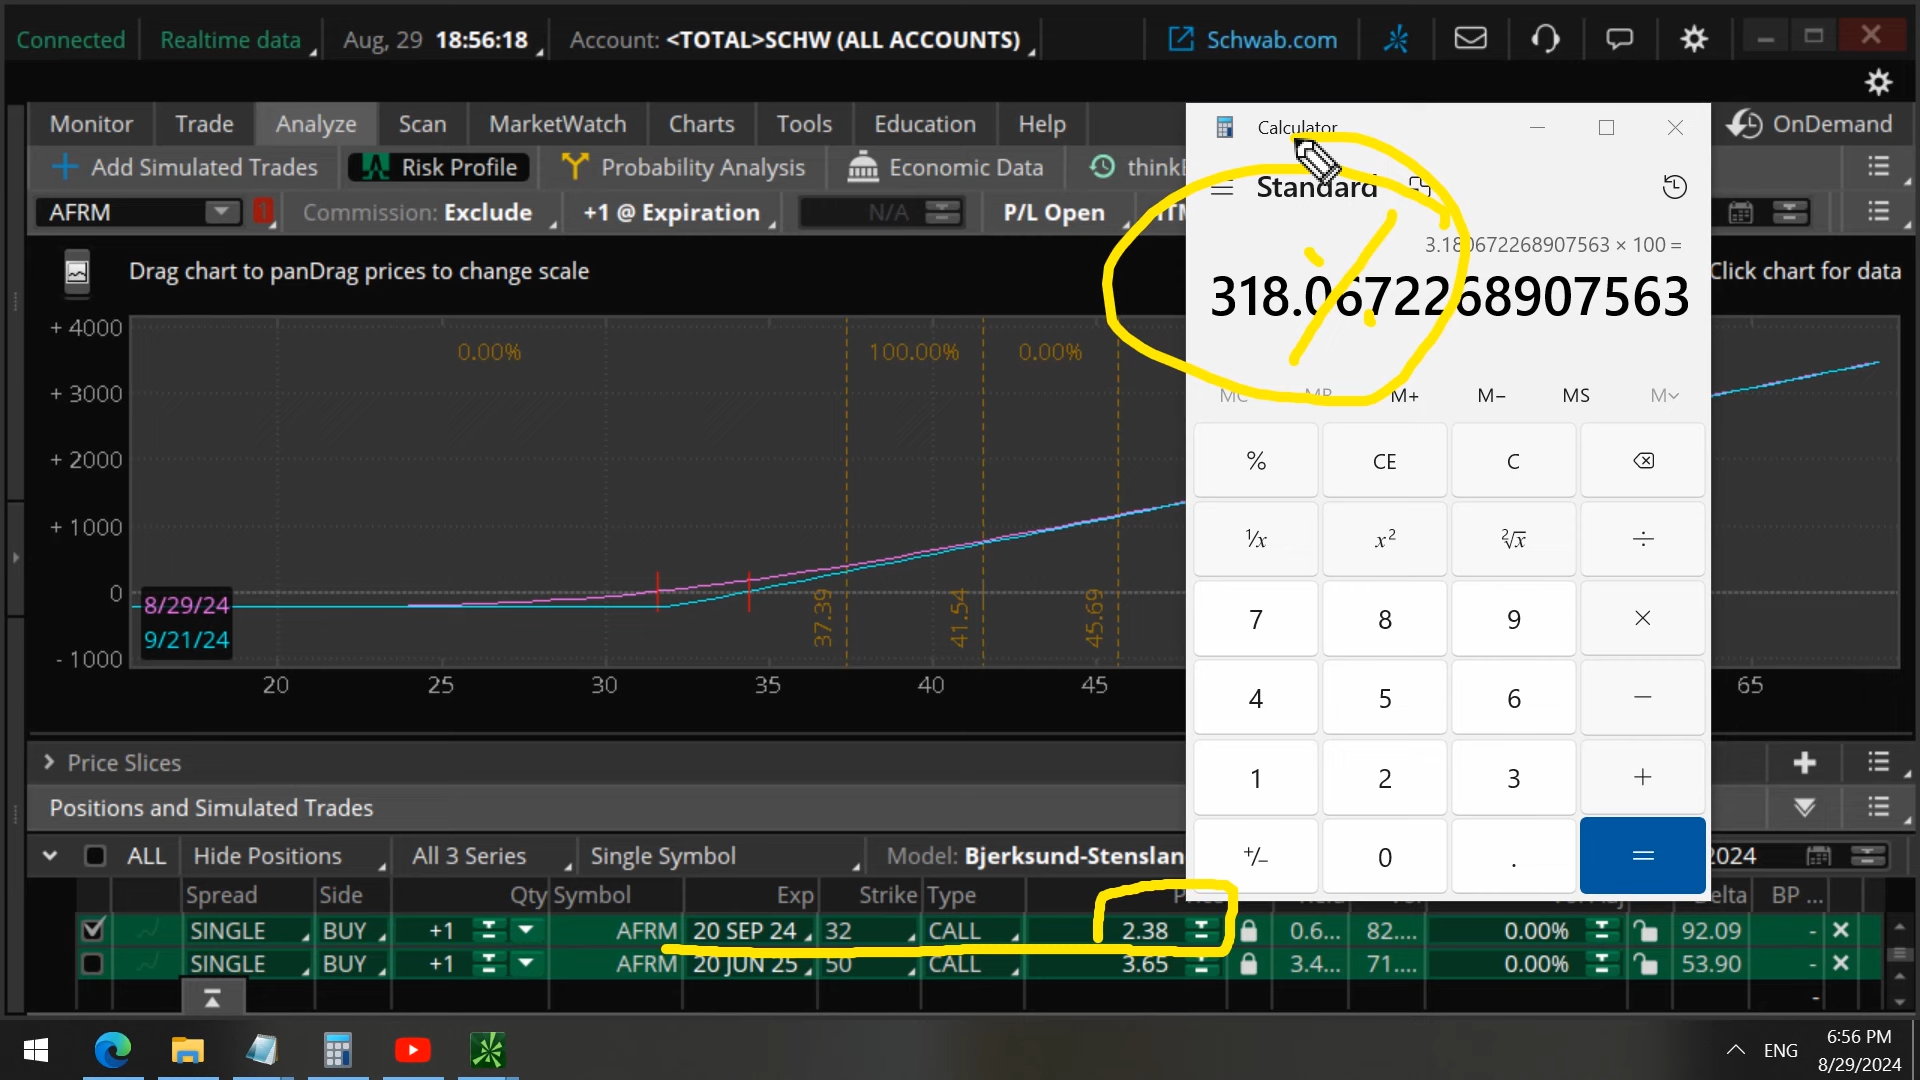 Connected Realtime data Aug, 29 18:56:18 Account: <TOTAL>SCHW (ALL ACCOUNTS) Schwab.com
Monitor Trade Analyze Scan MarketWatch Charts Tools Education Help OnDemand
Add Simulated Trades Risk Profile Probability Analysis Economic Data
AFRM 1 Commission: Exclude +1 @ Expiration N/A P/L Open
Drag chart to panDrag prices to change scale Click chart for data
+ 4000
+ 3000
+ 2000
+ 1000
0
- 1000
0.00% 100.00% 0.00%
37.39 41.54 45.69
8/29/24
9/21/24
20 25 30 35 40 45 65
Calculator
Standard
3.180672268907563 × 100 =
318.0672268907563
%
MC MR M+ M− MS M
% CE C
1/x x² ²√x ÷
7 8 9 ×
4 5 6 −
1 2 3 +
+/− 0 . =
Price Slices
Positions and Simulated Trades
ALL Hide Positions All 3 Series Single Symbol Model: Bjerksund-Stenslan 2024
Spread Side Qty Symbol Exp Strike Type BP ...
SINGLE BUY +1 AFRM 20 SEP 24 32 CALL 2.38 0.6... 82.... 0.00% 92.09 -
SINGLE BUY +1 AFRM 20 JUN 25 50 CALL 3.65 3.4... 71.... 0.00% 53.90 -
-
ENG 6:56 PM
8/29/2024